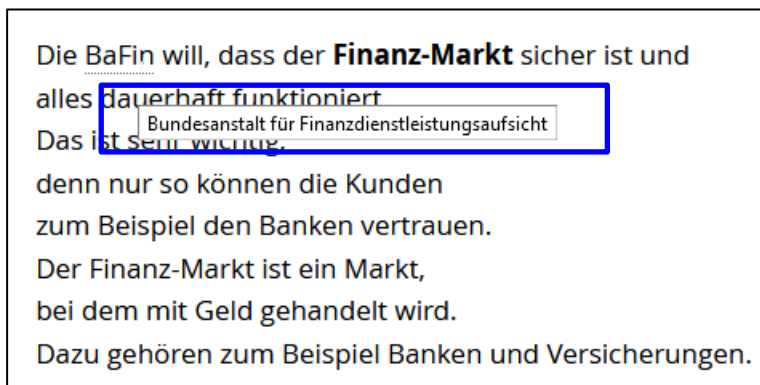 Die BaFin will, dass der Finanz-Markt sicher ist und
alles dauerhaft funktioniert.
Bundesanstalt für Finanzdienstleistungsaufsicht
Das ist sehr wichtig,
denn nur so können die Kunden
zum Beispiel den Banken vertrauen.
Der Finanz-Markt ist ein Markt,
bei dem mit Geld gehandelt wird.
Dazu gehören zum Beispiel Banken und Versicherungen.